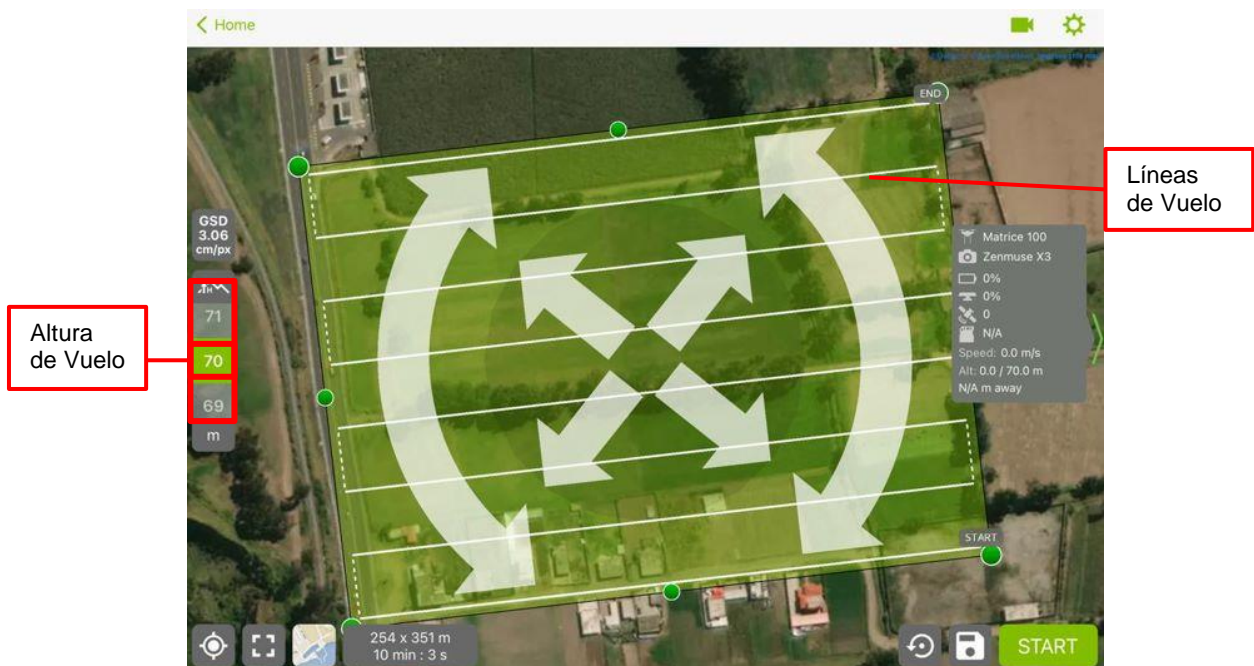 Home
END
Líneas
de Vuelo
GSD
3.06
cm/px
Matrice 100
Zenmuse X3
0%
0%
0
N/A
Speed: 0.0 m/s
Alt: 0.0 / 70.0 m
N/A m away
71
Altura
de Vuelo
70
69
m
START
254 x 351 m
10 min : 3 s
START